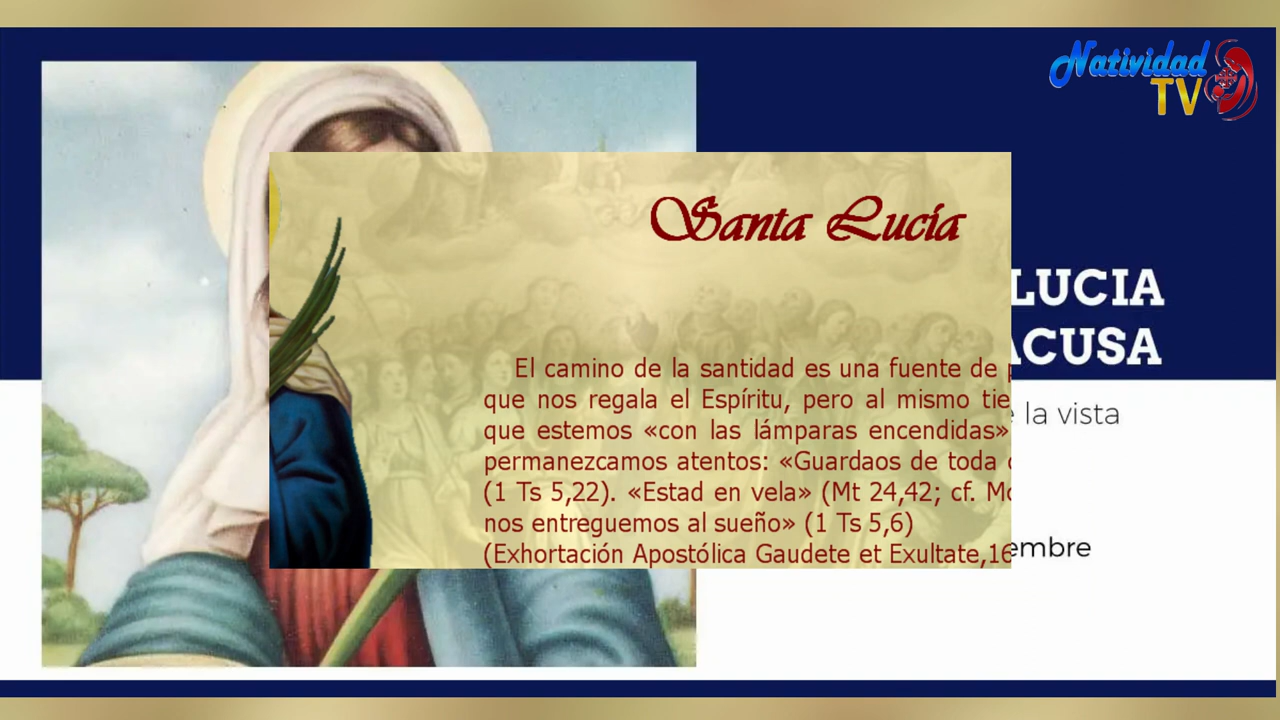 Natividad
TV
Santa Lucía
LUCIA
ACUSA
El camino de la santidad es una fuente de
que nos regala el Espíritu, pero al mismo
que estemos «con las lámparas encendidas»
permanezcamos atentos: «Guardaos de toda
(1 Ts 5,22). «Estad en vela» (Mt 24,42; cf.
nos entreguemos al sueño» (1 Ts 5,6)
(Exhortación Apostólica Gaudete et Exultate,16
la vista
embre